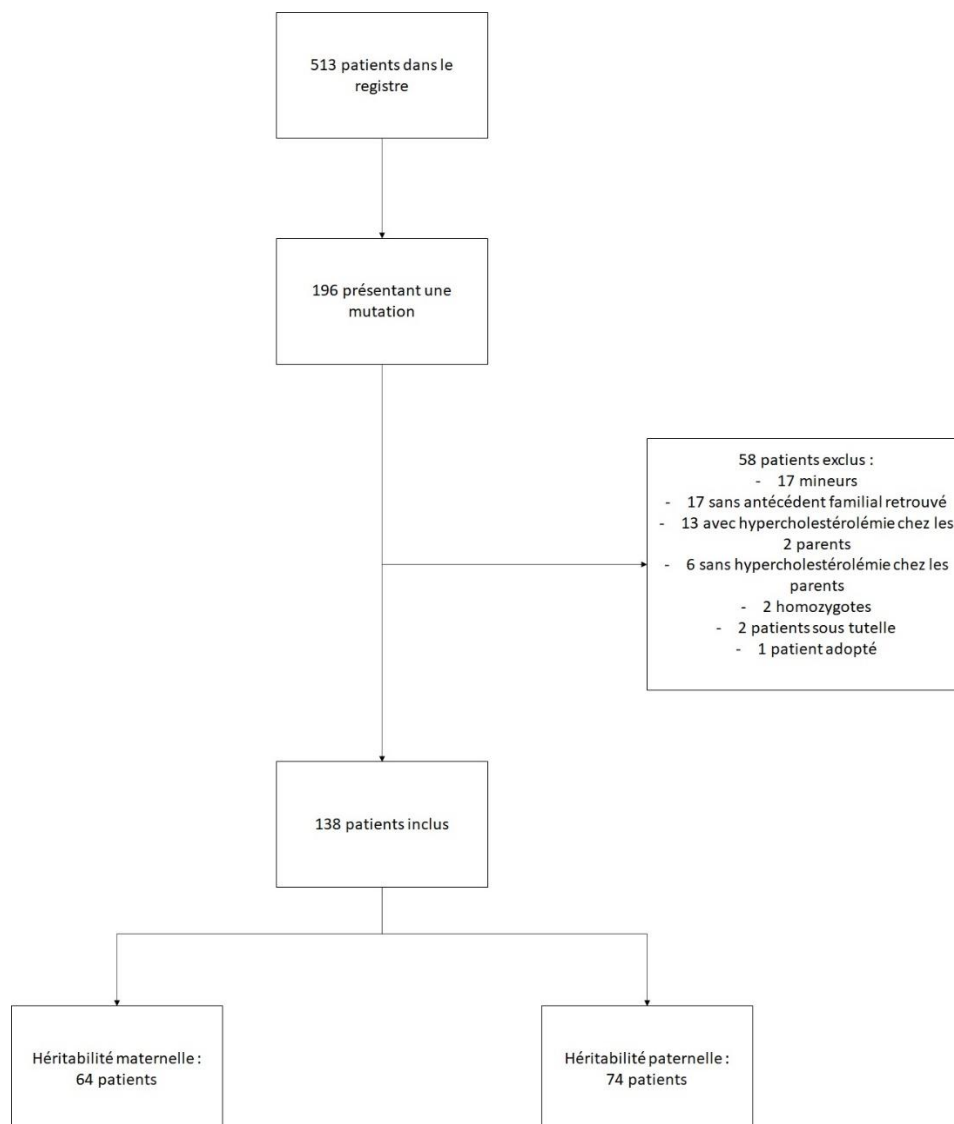 513 patients dans le
registre
196 présentant une
mutation
58 patients exclus :
- 17 mineurs
- 17 sans antécédent familial retrouvé
- 13 avec hypercholestérolémie chez les
2 parents
- 6 sans hypercholestérolémie chez les
parents
- 2 homozygotes
- 2 patients sous tutelle
- 1 patient adopté
138 patients inclus
Héritabilité maternelle :
64 patients
Héritabilité paternelle :
74 patients